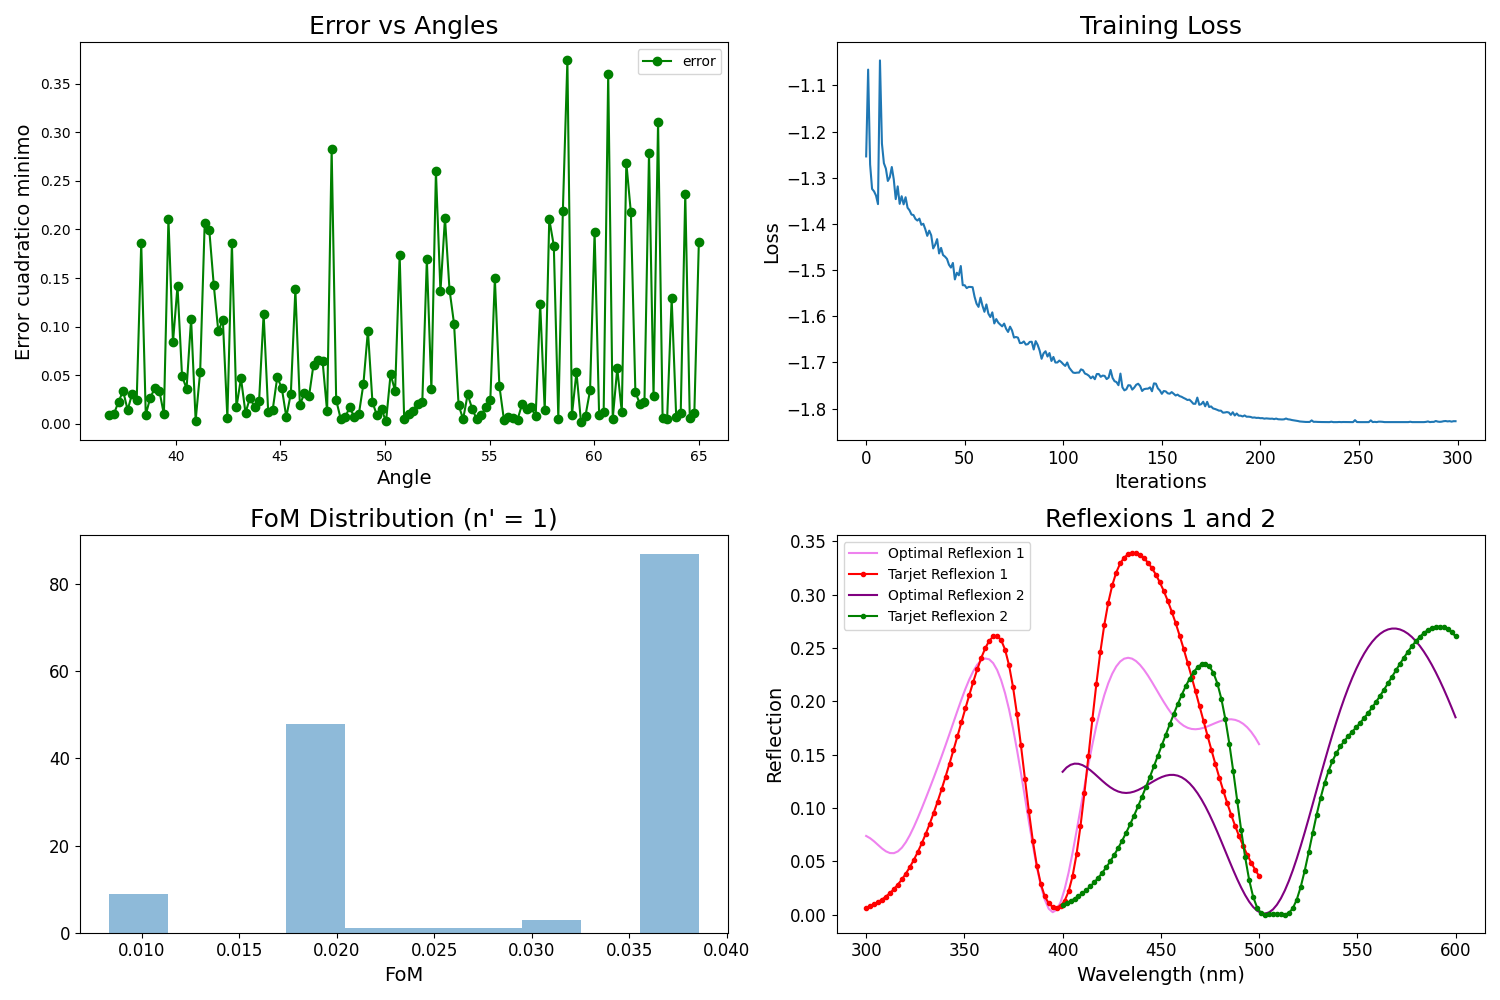 Error vs Angles
error
Error cuadratico minimo
0.35
0.30
0.25
0.20
0.15
0.10
0.05
0.00
40 45 50 55 60 65
Angle
Training Loss
Loss
−1.1
−1.2
−1.3
−1.4
−1.5
−1.6
−1.7
−1.8
0 50 100 150 200 250 300
Iterations
FoM Distribution (n' = 1)
80
60
40
20
0
0.010 0.015 0.020 0.025 0.030 0.035 0.040
FoM
Reflexions 1 and 2
Optimal Reflexion 1
Tarjet Reflexion 1
Optimal Reflexion 2
Tarjet Reflexion 2
Reflection
0.35
0.30
0.25
0.20
0.15
0.10
0.05
0.00
300 350 400 450 500 550 600
Wavelength (nm)